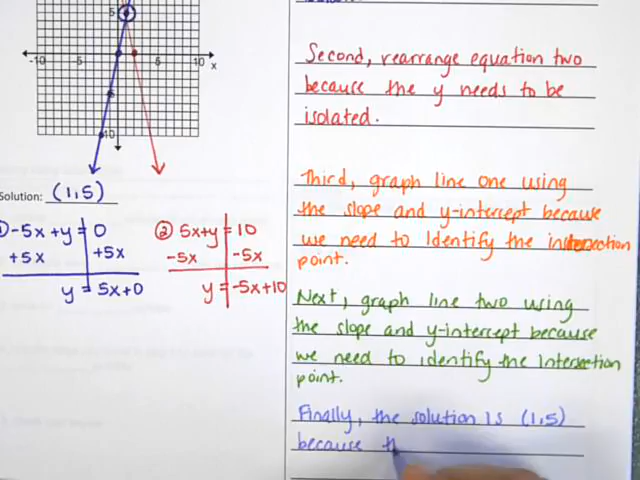 5
-10
-5
5
10
x
-10
Solution: (1,5)
① -5x + y = 0
+5x +5x
y = 5x+0
② 5x+y = 10
-5x -5x
y = -5x+10
Second, rearrange equation two
because the y needs to be
isolated.
Third, graph line one using
the slope and y-intercept because
we need to identify the intersection
point.
Next, graph line two using
the slope and y-intercept because
we need to identify the intersection
point.
Finally, the solution is (1,5)
because